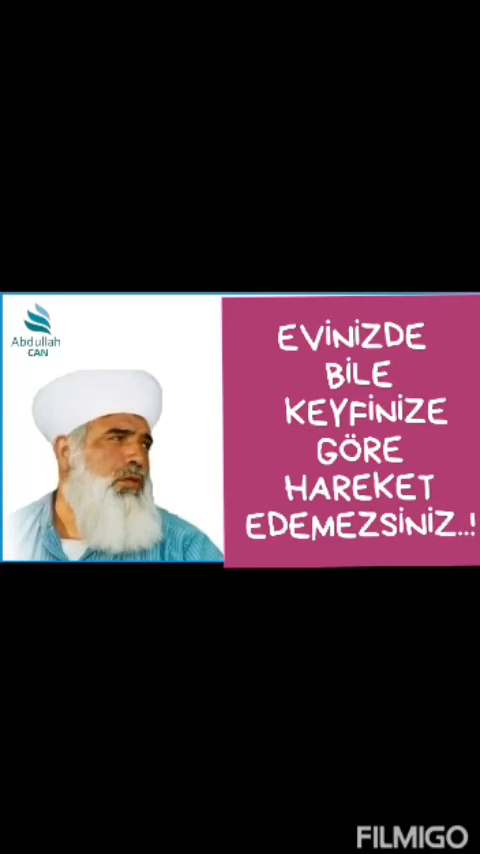 Abdullah
CAN
EVİNİZDE
BİLE
KEYFİNİZE
GÖRE
HAREKET
EDEMEZSİNİZ..!
FILMIGO